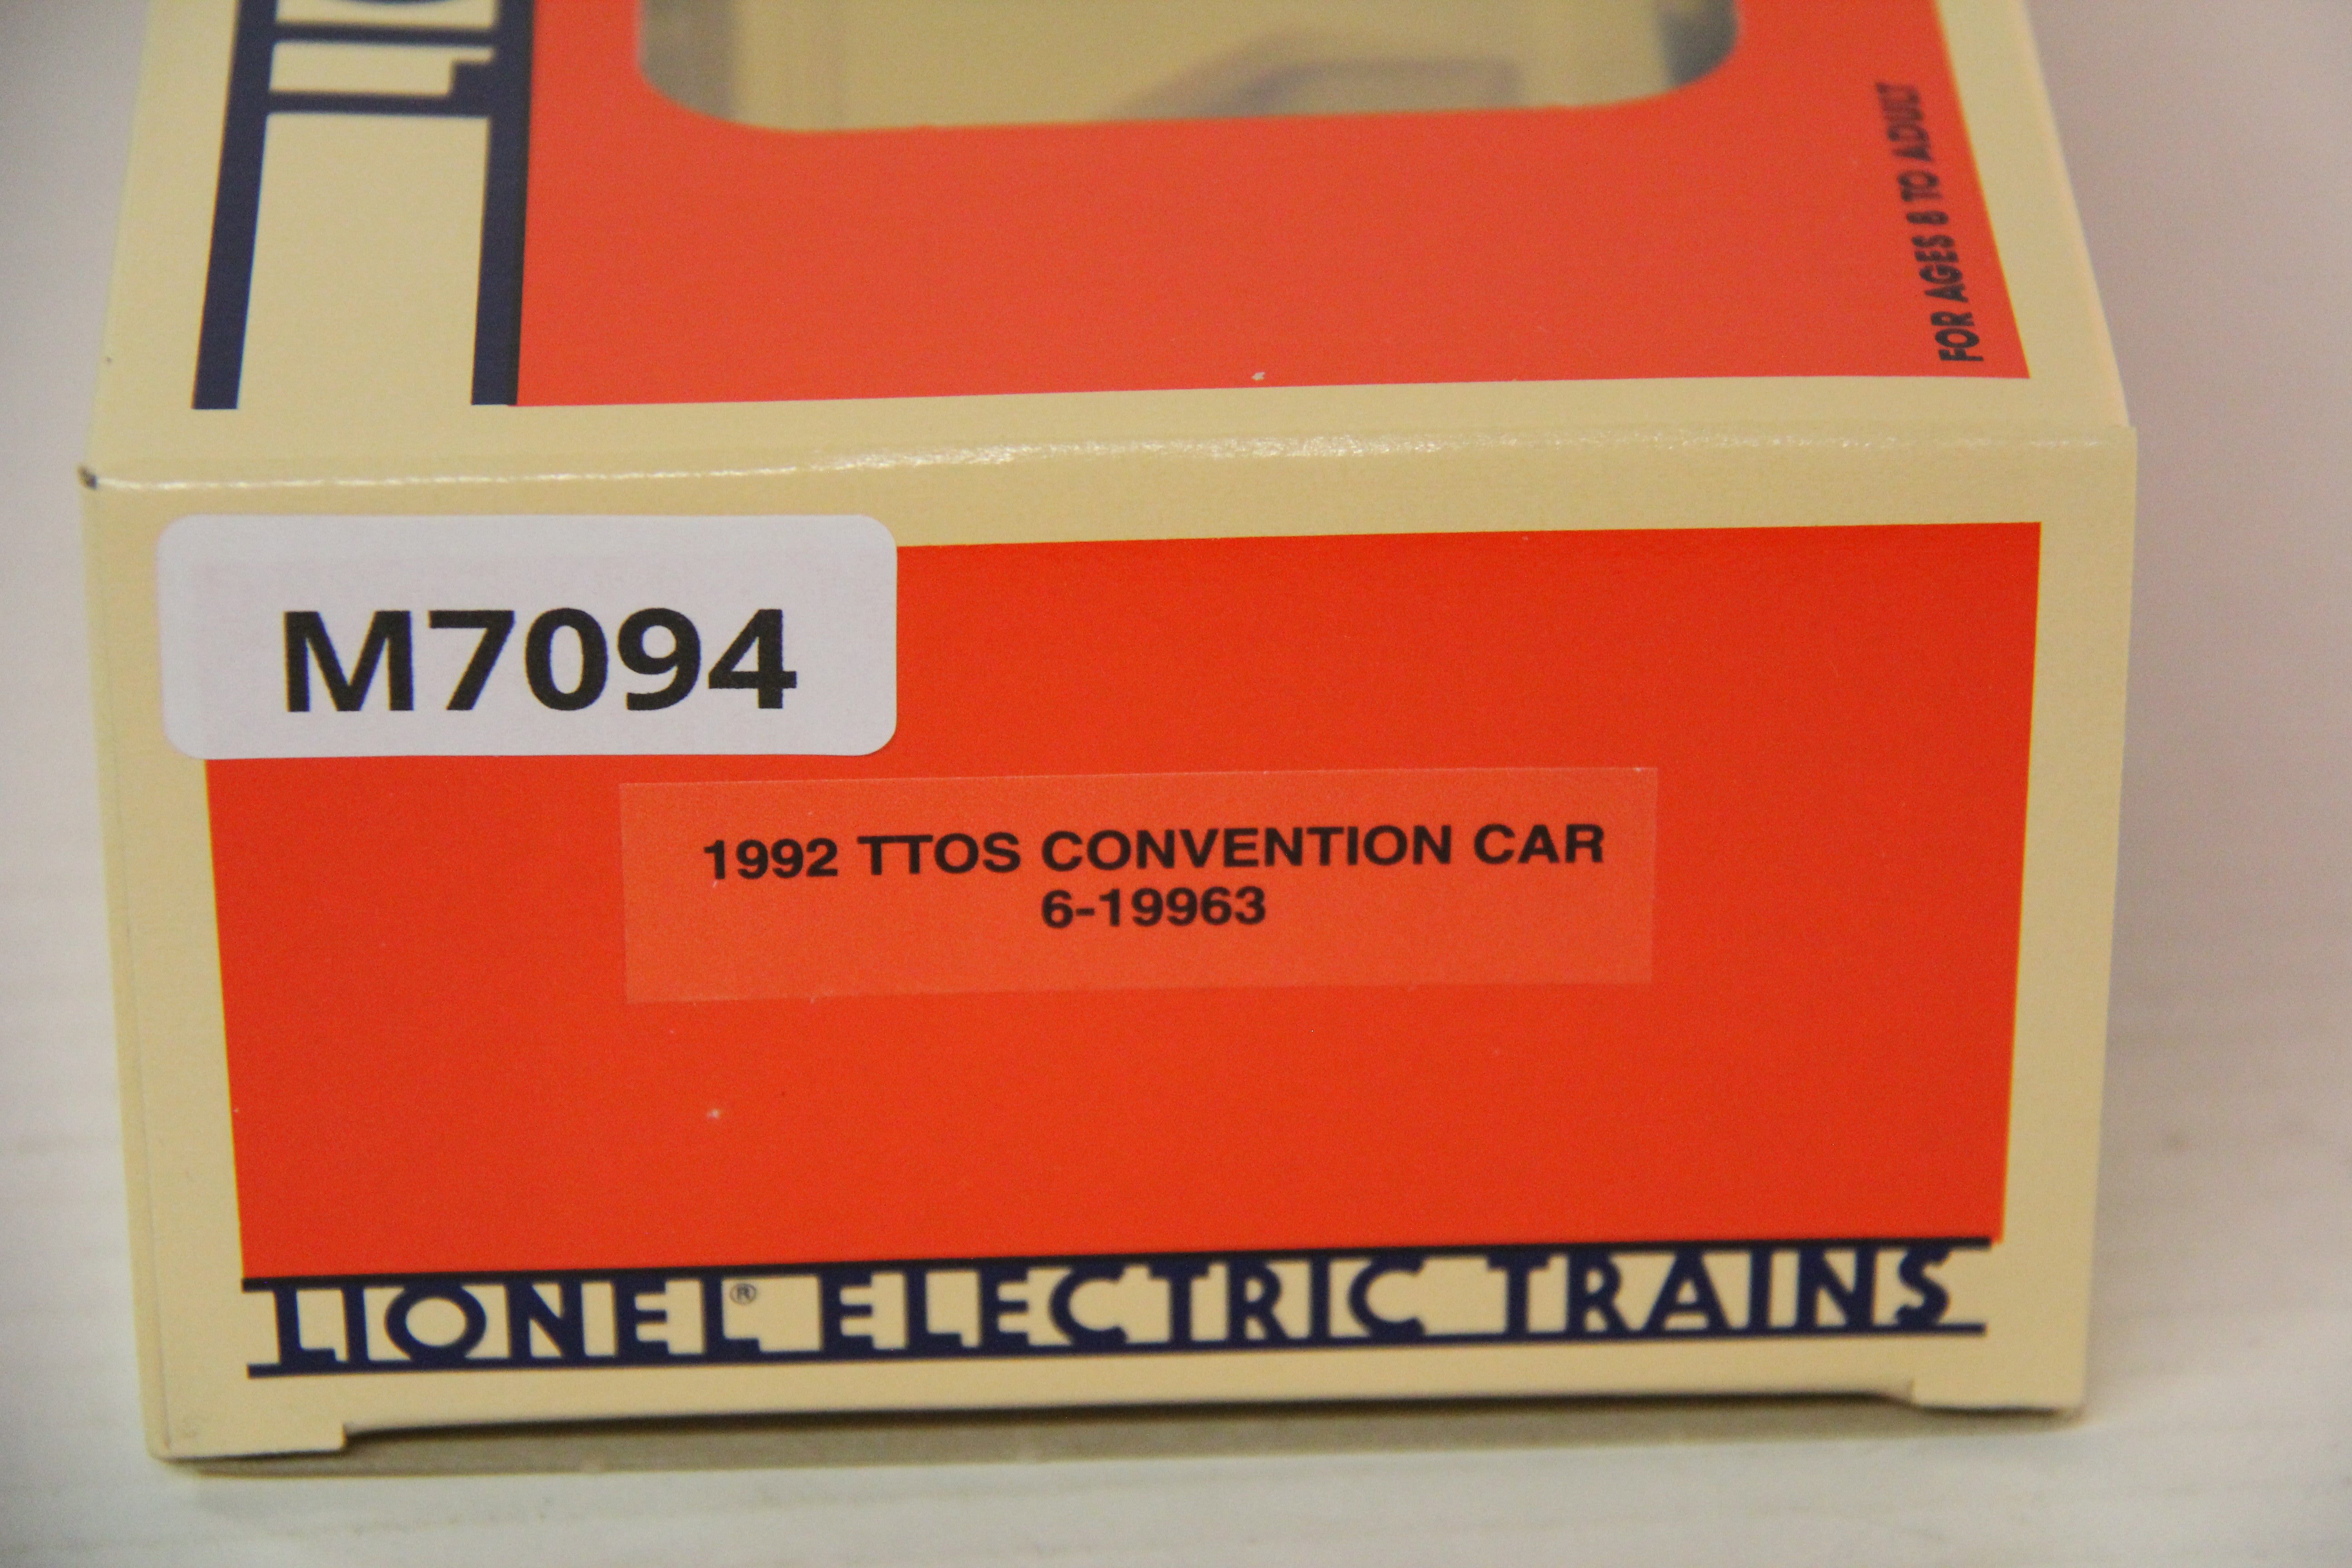 FOR AGES 8 TO ADULT
M7094
1992 TTOS CONVENTION CAR
6-19963
LIONEL® ELECTRIC TRAINS